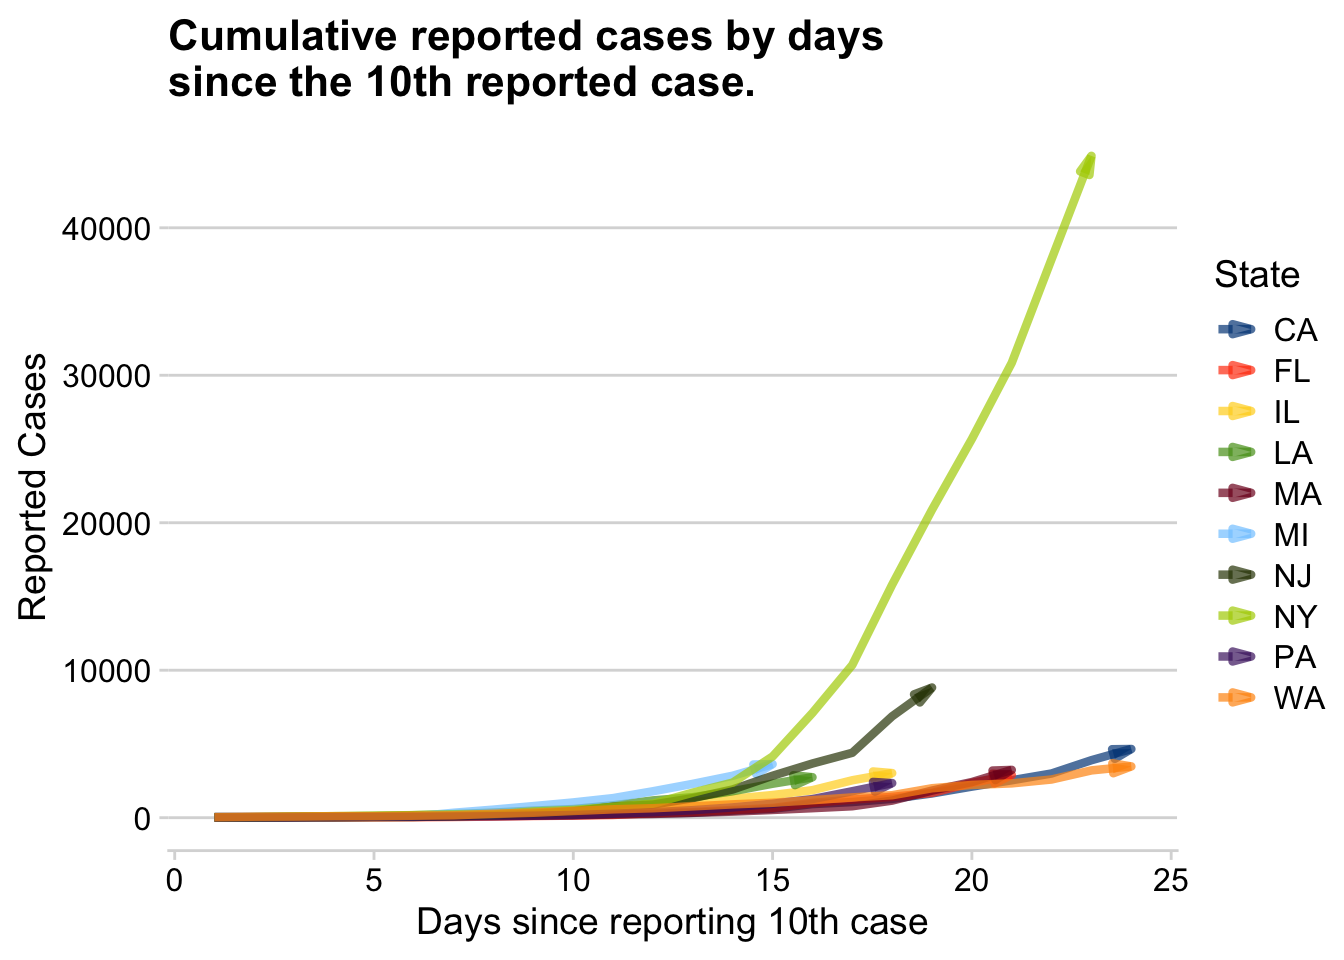 Cumulative reported cases by days
since the 10th reported case.
40000
30000
20000
10000
0
Reported Cases
0 5 10 15 20 25
Days since reporting 10th case
State
CA
FL
IL
LA
MA
MI
NJ
NY
PA
WA